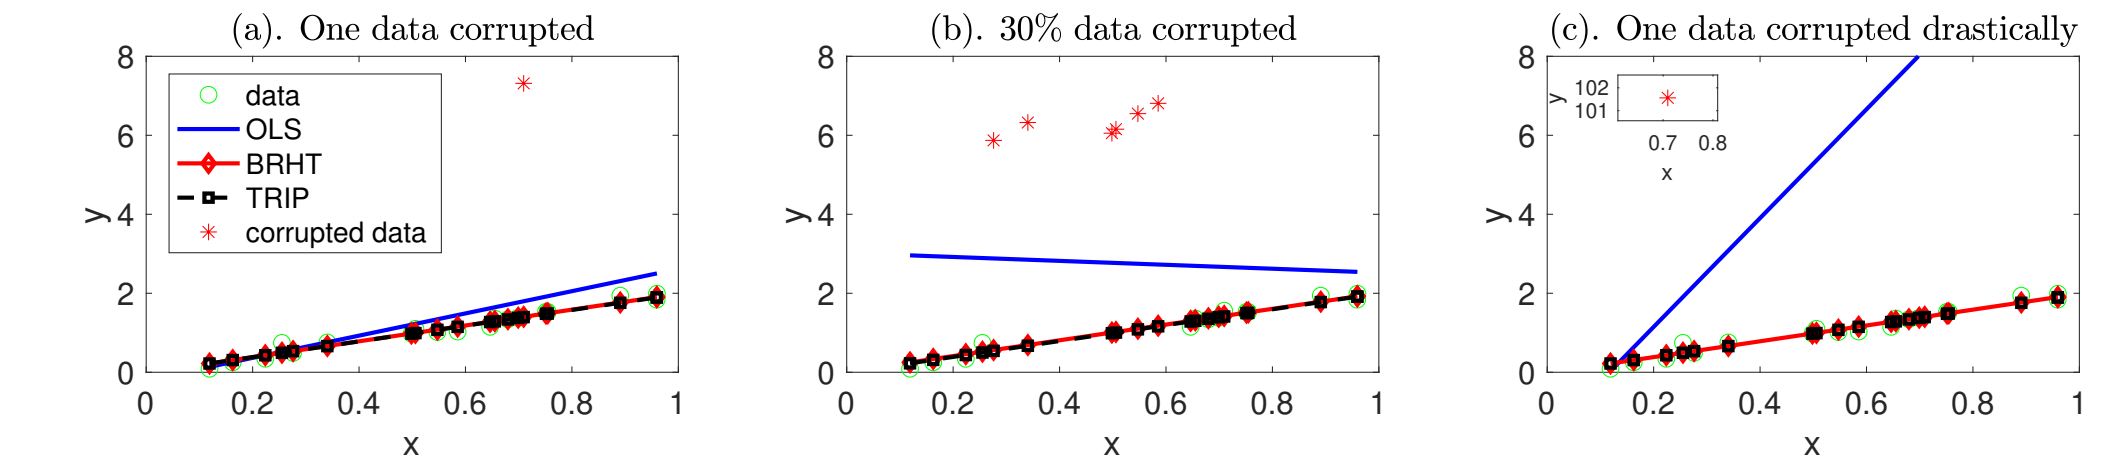 (a). One data corrupted
8
6
4
2
0
y
data
OLS
BRHT
TRIP
corrupted data
0 0.2 0.4 0.6 0.8 1
x
(b). 30% data corrupted
8
6
4
2
0
y
0 0.2 0.4 0.6 0.8 1
x
(c). One data corrupted drastically
8
6
4
2
0
y
102
101
y
0.7 0.8
x
0 0.2 0.4 0.6 0.8 1
x